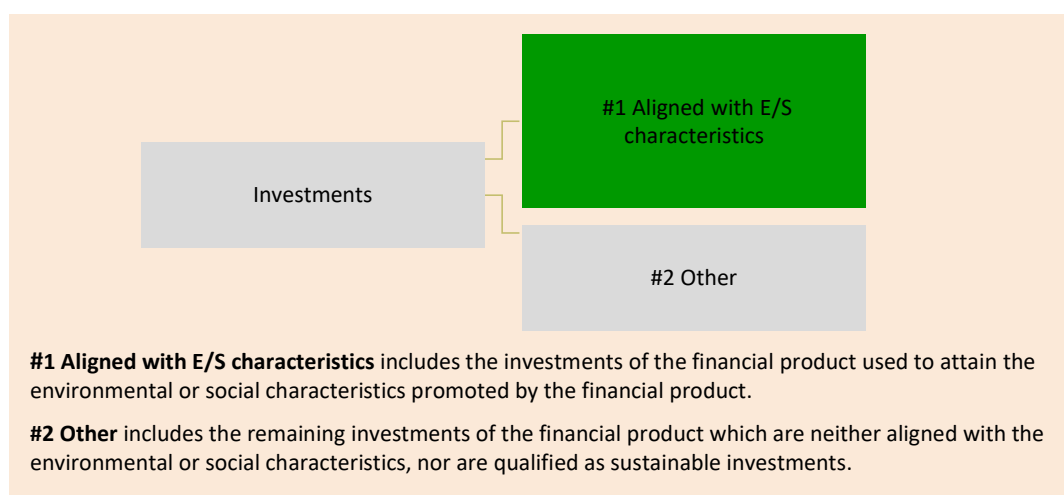 #1 Aligned with E/S
characteristics
Investments
#2 Other
#1 Aligned with E/S characteristics includes the investments of the financial product used to attain the
environmental or social characteristics promoted by the financial product.
#2 Other includes the remaining investments of the financial product which are neither aligned with the
environmental or social characteristics, nor are qualified as sustainable investments.